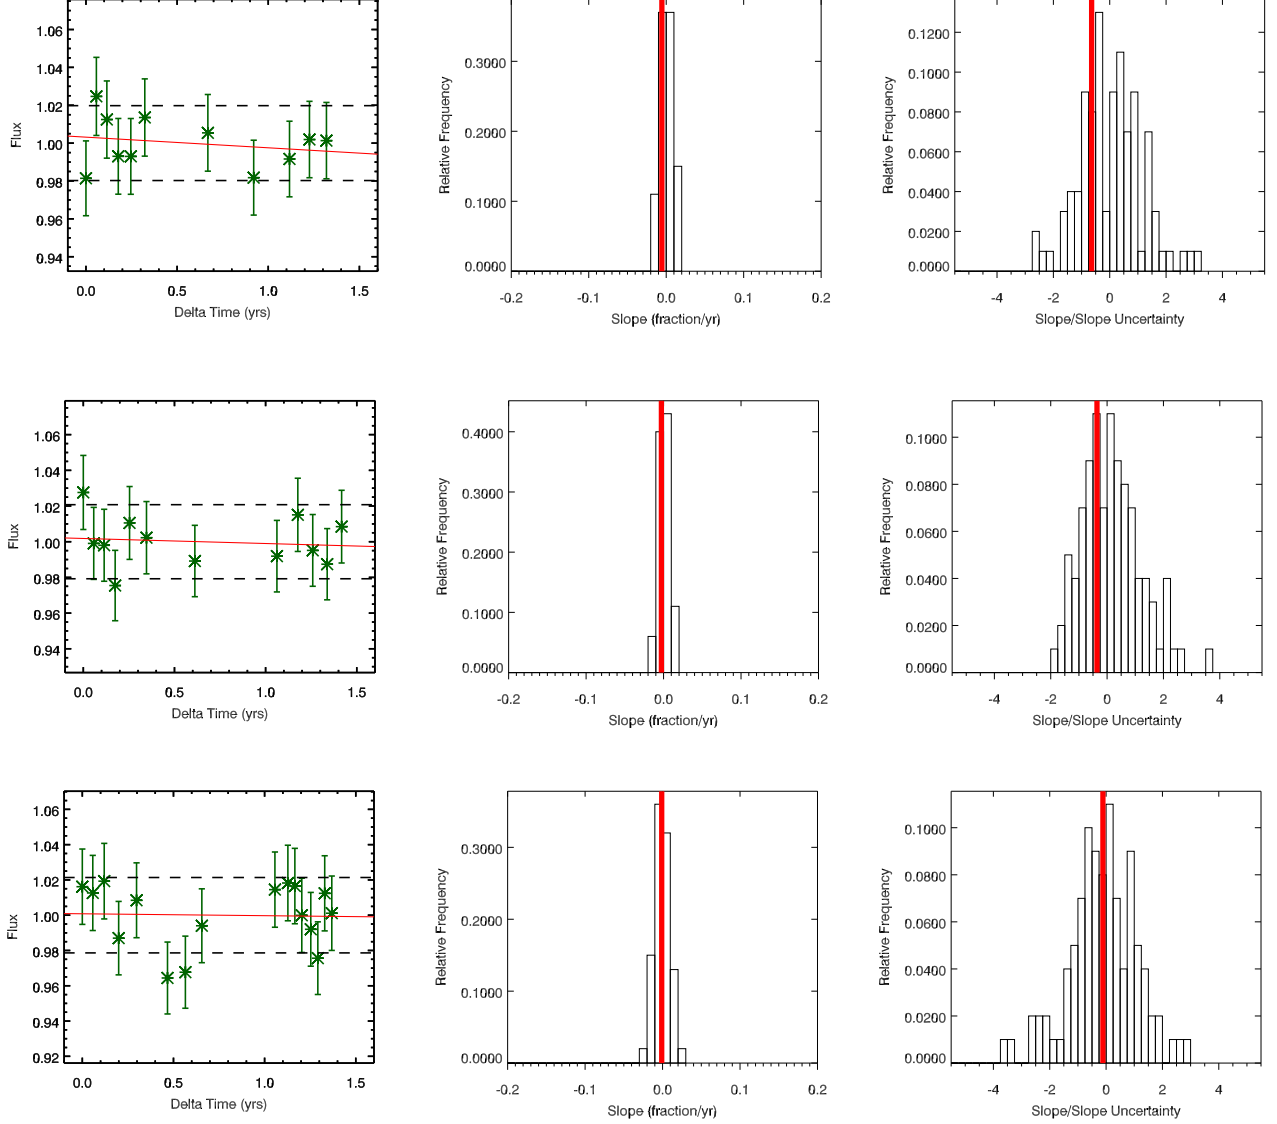 1.06
1.04
1.02
1.00
0.98
0.96
0.94
Flux
0.0 0.5 1.0 1.5
Delta Time (yrs)
0.3000
0.2000
0.1000
0.0000
Relative Frequency
-0.2 -0.1 0.0 0.1 0.2
Slope (fraction/yr)
0.1200
0.1000
0.0800
0.0600
0.0400
0.0200
0.0000
Relative Frequency
-4 -2 0 2 4
Slope/Slope Uncertainty
1.06
1.04
1.02
1.00
0.98
0.96
0.94
Flux
0.0 0.5 1.0 1.5
Delta Time (yrs)
0.4000
0.3000
0.2000
0.1000
0.0000
Relative Frequency
-0.2 -0.1 0.0 0.1 0.2
Slope (fraction/yr)
0.1000
0.0800
0.0600
0.0400
0.0200
0.0000
Relative Frequency
-4 -2 0 2 4
Slope/Slope Uncertainty
1.06
1.04
1.02
1.00
0.98
0.96
0.94
0.92
Flux
0.0 0.5 1.0 1.5
Delta Time (yrs)
0.3000
0.2000
0.1000
0.0000
Relative Frequency
-0.2 -0.1 0.0 0.1 0.2
Slope (fraction/yr)
0.1000
0.0800
0.0600
0.0400
0.0200
0.0000
Relative Frequency
-4 -2 0 2 4
Slope/Slope Uncertainty